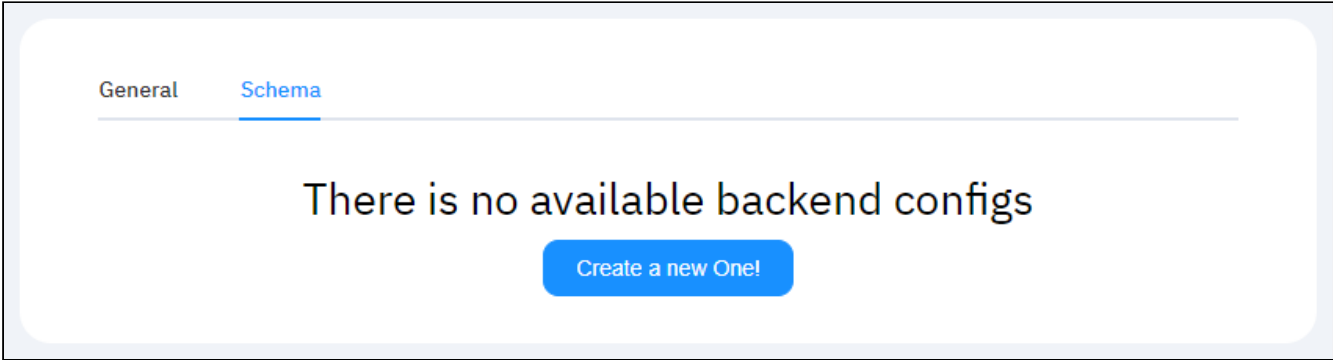 General Schema
There is no available backend configs
Create a new One!